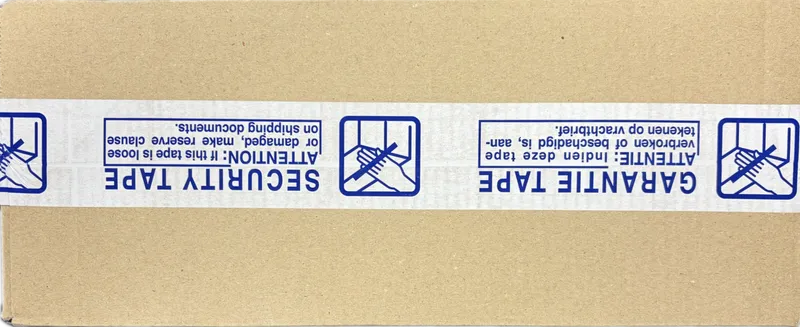 GARANTIE TAPE
ATTENTIE: Indien deze tape
verbroken of beschadigd is, aan-
tekenen op vrachtbrief.
SECURITY TAPE
ATTENTION: If this tape is loose
or damaged, make reserve clause
on shipping documents.